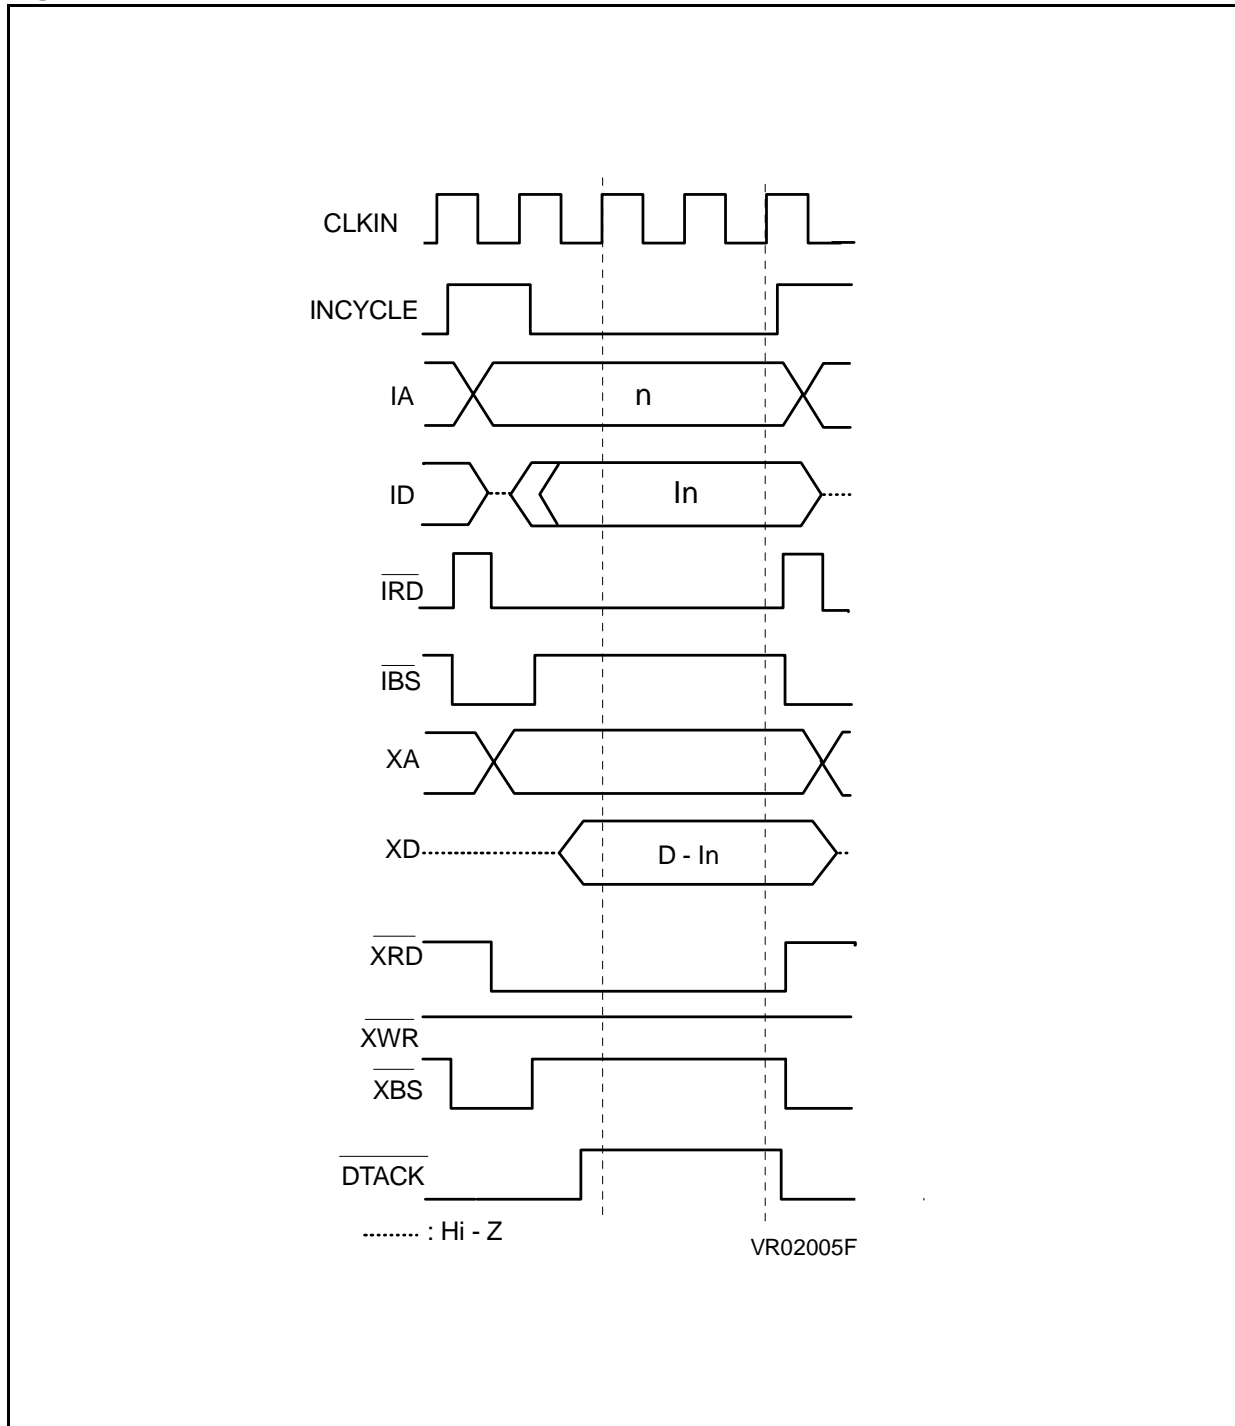 CLKIN
INCYCLE
IA
n
ID
In
IRD
IBS
XA
XD
D - In
XRD
XWR
XBS
DTACK
: Hi - Z
VR02005F